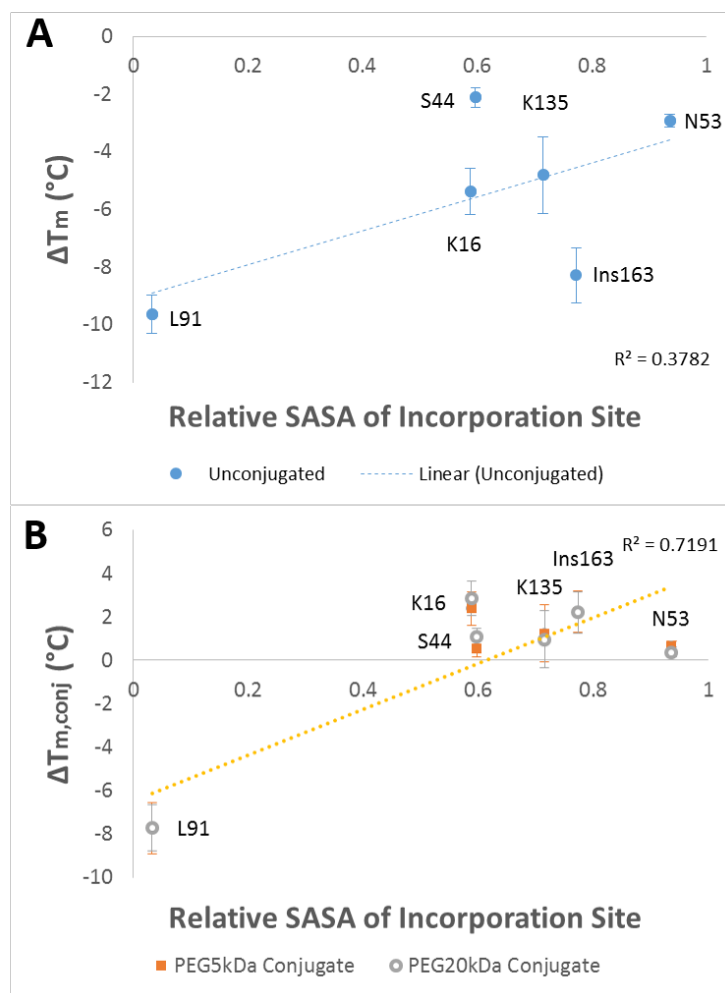 A
0
0
0.2
0.4
0.6
0.8
1
-2
S44
K135
N53
-4
-6
K16
-8
Ins163
-10
L91
R² = 0.3782
-12
ΔTm (°C)
Relative SASA of Incorporation Site
Unconjugated
Linear (Unconjugated)
B
6
R² = 0.7191
4
Ins163
K16
K135
2
S44
N53
0
0
0.2
0.4
0.6
0.8
1
-2
-4
-6
-8
L91
-10
ΔTm,conj (°C)
Relative SASA of Incorporation Site
PEG5kDa Conjugate
PEG20kDa Conjugate